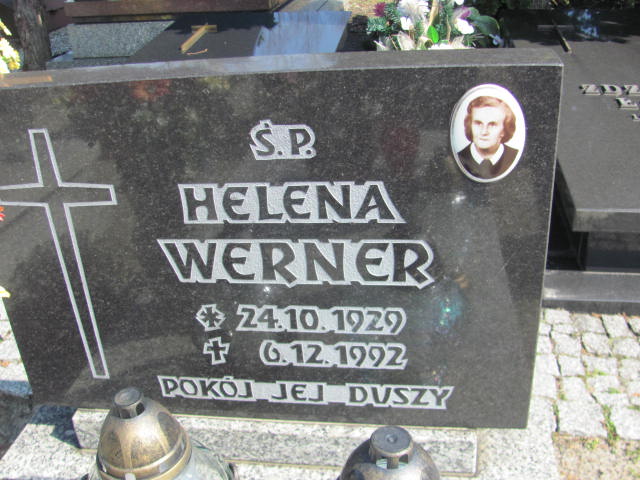 Ś.P.
HELENA
WERNER
* 24.10.1929
† 6.12.1992
POKÓJ JEJ DUSZY